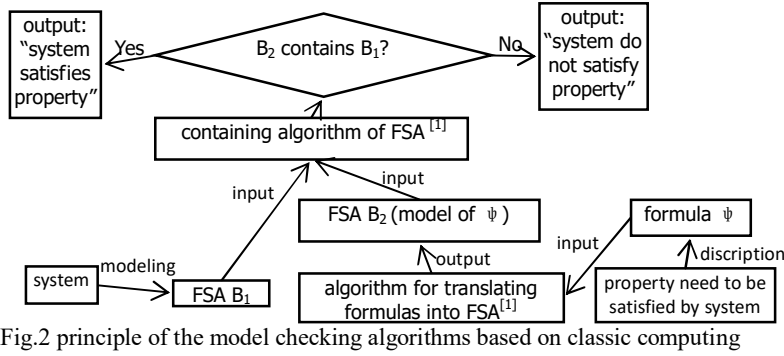 output:
“system
satisfies
property”
Yes
B₂ contains B₁?
No
output:
“system do
not satisfy
property”
containing algorithm of FSA [1]
input
input
FSA B₂ (model of ψ)
formula ψ
input
output
discription
system
modeling
FSA B₁
algorithm for translating
formulas into FSA[1]
property need to be
satisfied by system
Fig.2 principle of the model checking algorithms based on classic computing